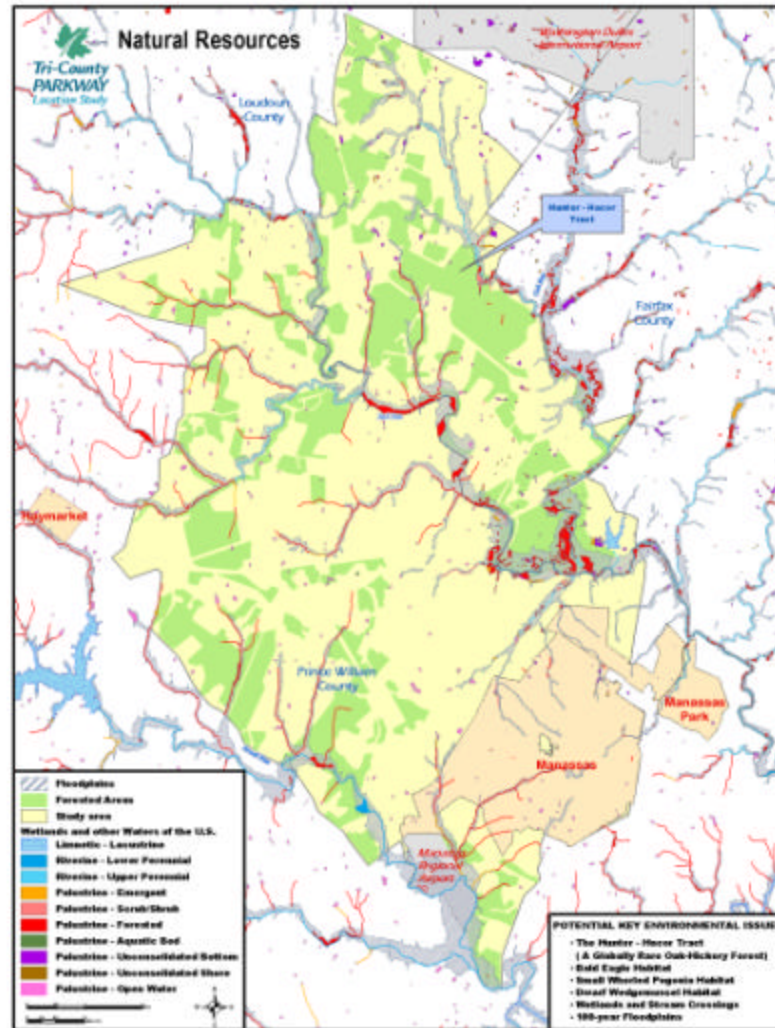 Natural Resources
Tri-County
PARKWAY
Location Study
Washington Dulles
International Airport
Loudoun
County
Hunter - Hacor
Tract
Fairfax
County
Haymarket
Prince William
County
Manassas
Park
Manassas
Manassas
Regional
Airport
Floodplains
Forested Areas
Study area
Wetlands and other Waters of the U.S.
Limnetic - Lacustrine
Riverine - Lower Perennial
Riverine - Upper Perennial
Palustrine - Emergent
Palustrine - Scrub/Shrub
Palustrine - Forested
Palustrine - Aquatic Bed
Palustrine - Unconsolidated Bottom
Palustrine - Unconsolidated Shore
Palustrine - Open Water
POTENTIAL KEY ENVIRONMENTAL ISSUE
· The Hunter - Hacor Tract
( A Globally Rare Oak-Hickory Forest)
· Bald Eagle Habitat
· Small Whorled Pogonia Habitat
· Dwarf Wedgemussel Habitat
· Wetlands and Stream Crossings
· 100-year Floodplains